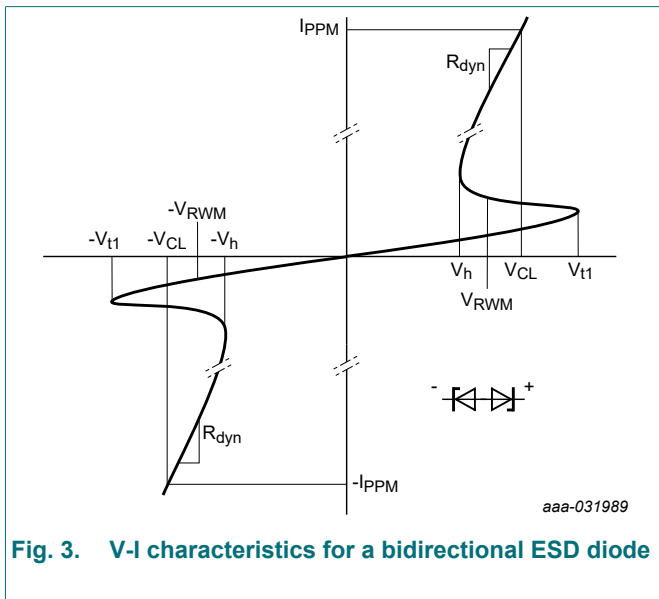 IPPM
Rdyn
-VRWM
-Vt1
-VCL
-Vh
Vh
VCL
Vt1
VRWM
- +
Rdyn
-IPPM
aaa-031989
Fig. 3. V-I characteristics for a bidirectional ESD diode